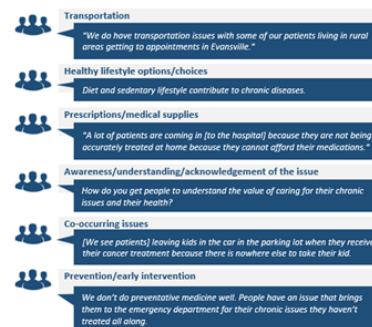 Transportation
"We do have transportation issues with some of our patients living in rural
areas getting to appointments in Evansville."
Healthy lifestyle options/choices
Diet and sedentary lifestyle contribute to chronic diseases.
Prescriptions/medical supplies
"A lot of patients are coming in [to the hospital] because they are not being
accurately treated at home because they cannot afford their medications."
Awareness/understanding/acknowledgement of the issue
How do you get people to understand the value of caring for their chronic
issues and their health?
Co-occurring issues
[We see patients] leaving kids in the car in the parking lot when they receive
their cancer treatment because there is nowhere else to take their kid.
Prevention/early intervention
We don't do preventative medicine well. People have an issue that brings
them to the emergency department for their chronic issues they haven't
treated all along.